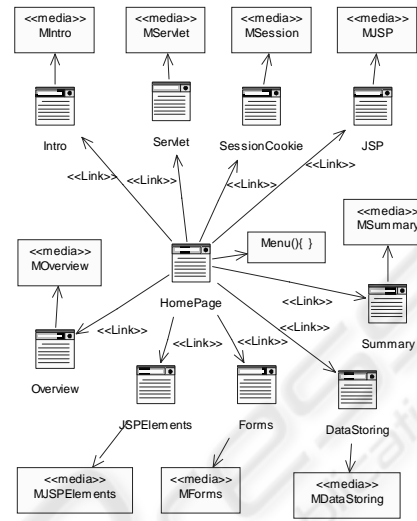 <<media>>
MIntro
<<media>>
MServlet
<<media>>
MSession
<<media>>
MJSP
Intro
Servlet
SessionCookie
JSP
<<Link>>
<<Link>>
<<Link>>
<<Link>>
<<media>>
MOverview
Menu(){ }
<<media>>
MSummary
HomePage
<<Link>>
<<Link>>
<<Link>>
<<Link>>
<<Link>>
Overview
Summary
JSPElements
Forms
DataStoring
<<media>>
MJSPElements
<<media>>
MForms
<<media>>
MDataStoring